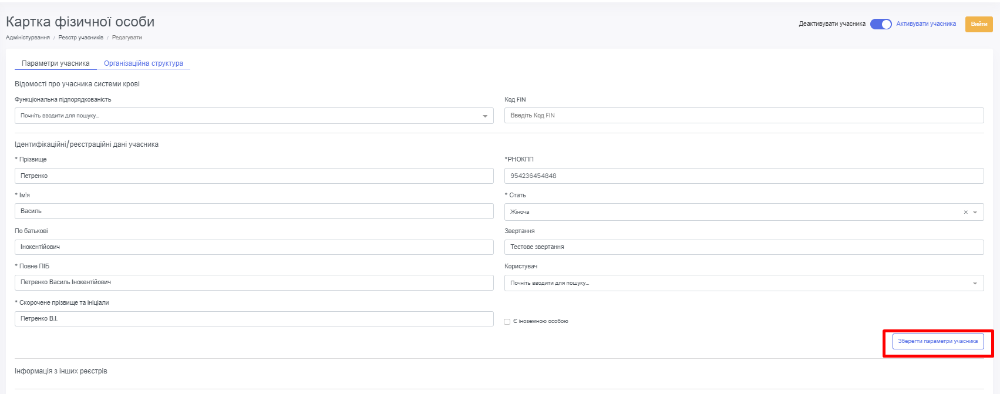 Картка фізичної особи
Деактивувати учасника Активувати учасника Вийти
Адміністурвання / Реєстр учасників / Редагувати
Параметри учасника Організаційна структура
Відомості про учасника системи крові
Функціональна підпорядкованість
Код FIN
Почніть вводити для пошуку...
Введіть Код FIN
Ідентифікаційні/реєстраційні дані учасника
* Прізвище
*РНОКПП
Петренко
954236454848
* Ім'я
* Стать
Василь
Жіноча
По батькові
Звертання
Інокентійович
Тестове звертання
* Повне ПІБ
Користувач
Петренко Василь Інокентійович
Почніть вводити для пошуку...
* Скорочене прізвище та ініціали
Петренко В.І.
Є іноземною особою
Зберегти параметри учасника
Інформація з інших реєстрів